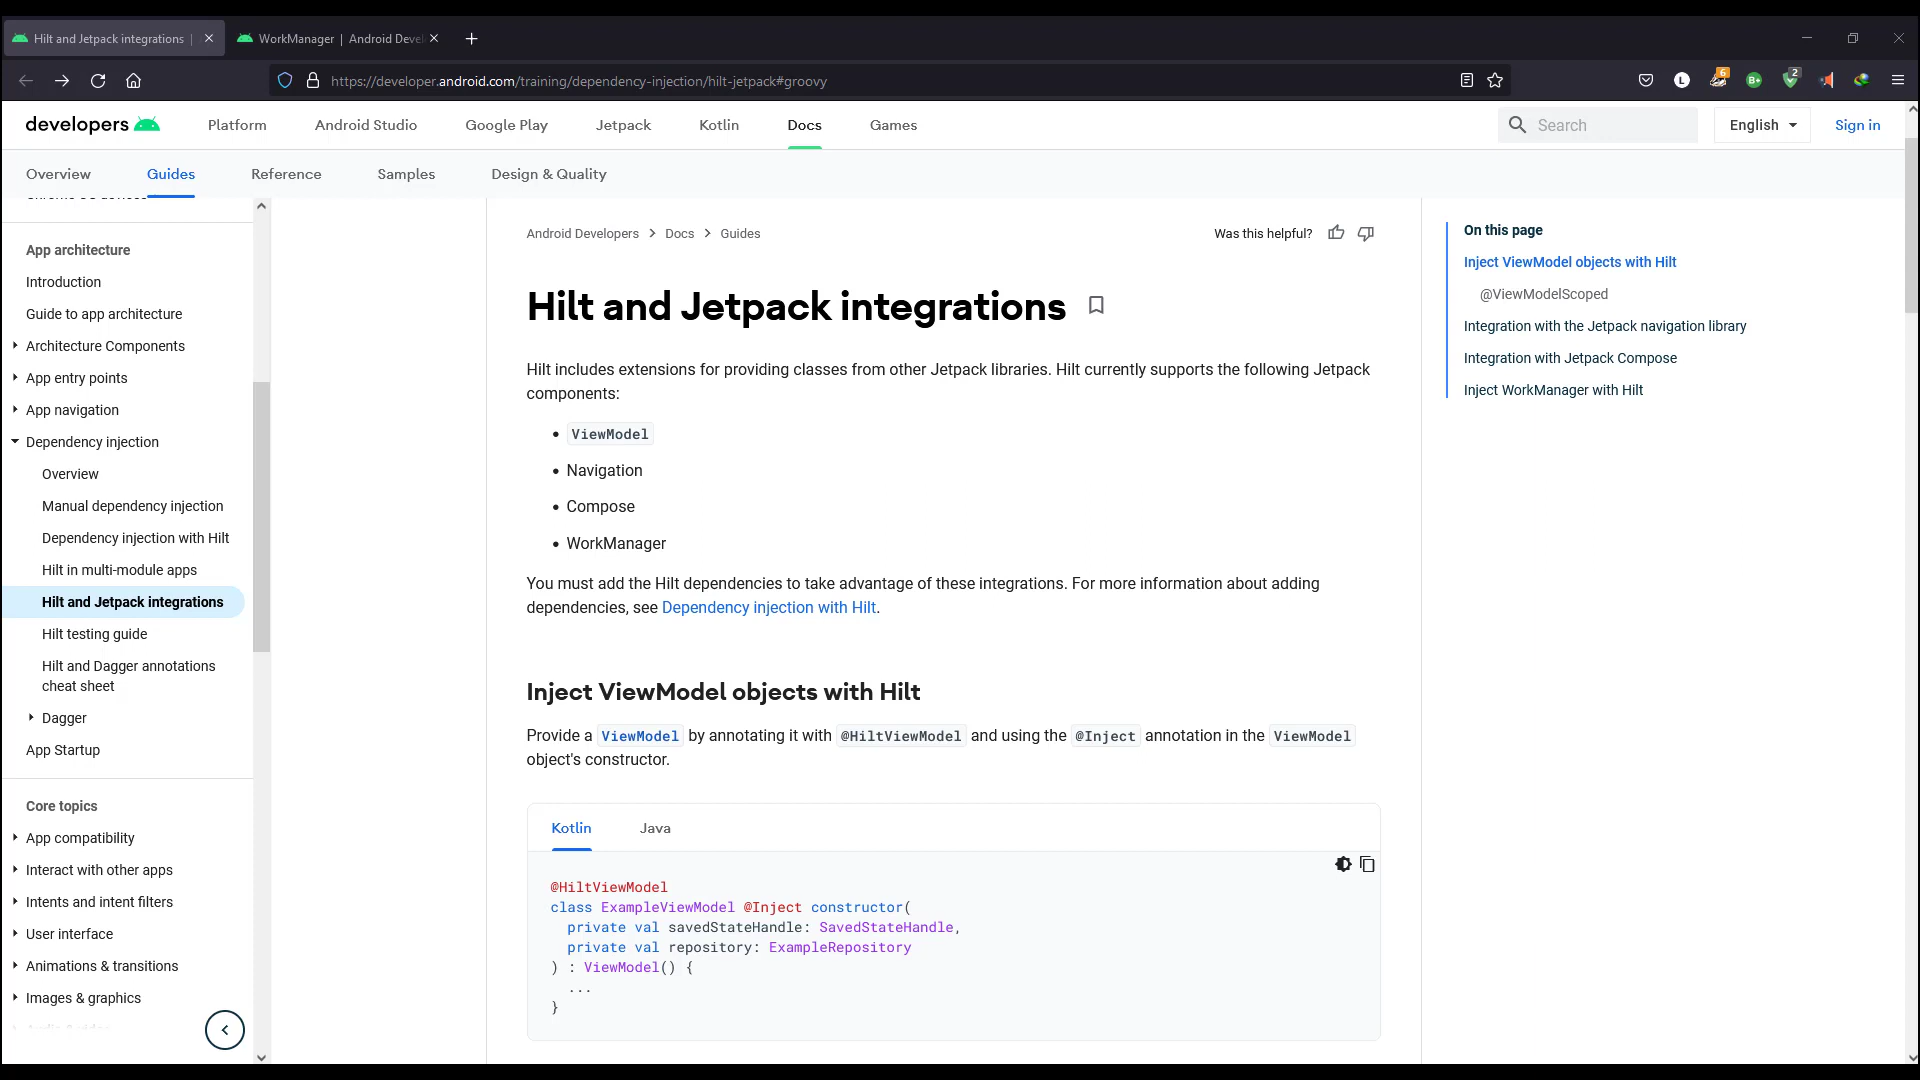 Hilt and Jetpack integrations |
WorkManager | Android Devel
https://developer.android.com/training/dependency-injection/hilt-jetpack#groovy
L
6
B+
2
developers
Platform
Android Studio
Google Play
Jetpack
Kotlin
Docs
Games
Search
English
Sign in
Overview
Guides
Reference
Samples
Design & Quality
App architecture
Introduction
Guide to app architecture
Architecture Components
App entry points
App navigation
Dependency injection
Overview
Manual dependency injection
Dependency injection with Hilt
Hilt in multi-module apps
Hilt and Jetpack integrations
Hilt testing guide
Hilt and Dagger annotations
cheat sheet
Dagger
App Startup
Core topics
App compatibility
Interact with other apps
Intents and intent filters
User interface
Animations & transitions
Images & graphics
Android Developers > Docs > Guides
Was this helpful?
Hilt and Jetpack integrations
Hilt includes extensions for providing classes from other Jetpack libraries. Hilt currently supports the following Jetpack
components:
• ViewModel
• Navigation
• Compose
• WorkManager
You must add the Hilt dependencies to take advantage of these integrations. For more information about adding
dependencies, see Dependency injection with Hilt.
Inject ViewModel objects with Hilt
Provide a ViewModel by annotating it with @HiltViewModel and using the @Inject annotation in the ViewModel
object's constructor.
Kotlin
Java
@HiltViewModel
class ExampleViewModel @Inject constructor(
  private val savedStateHandle: SavedStateHandle,
  private val repository: ExampleRepository
) : ViewModel() {
  ...
}
On this page
Inject ViewModel objects with Hilt
@ViewModelScoped
Integration with the Jetpack navigation library
Integration with Jetpack Compose
Inject WorkManager with Hilt